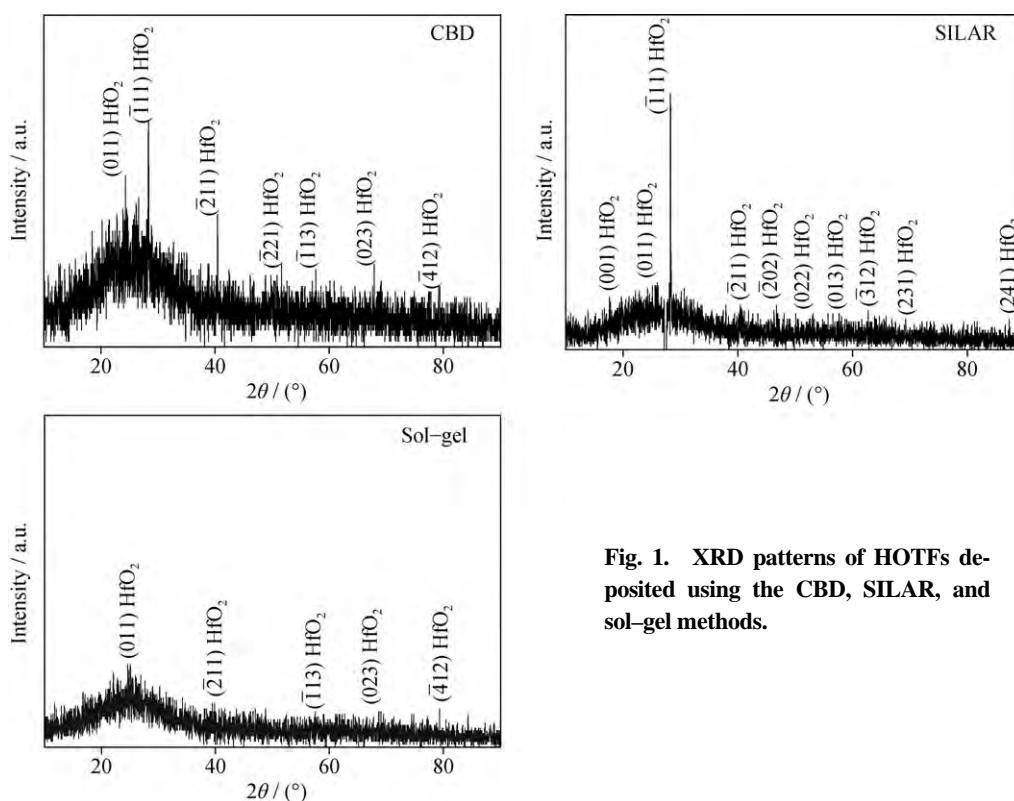 CBD
(011) HfO₂
(1̅11) HfO₂
(2̅11) HfO₂
(2̅21) HfO₂
(1̅13) HfO₂
(023) HfO₂
(4̅12) HfO₂
Intensity / a.u.
20 40 60 80
2θ / (°)
SILAR
(001) HfO₂
(011) HfO₂
(1̅11) HfO₂
(2̅11) HfO₂
(202) HfO₂
(022) HfO₂
(013) HfO₂
(3̅12) HfO₂
(231) HfO₂
(241) HfO₂
Intensity / a.u.
20 40 60 80
2θ / (°)
Sol−gel
(011) HfO₂
(2̅11) HfO₂
(1̅13) HfO₂
(023) HfO₂
(4̅12) HfO₂
Intensity / a.u.
20 40 60 80
2θ / (°)
Fig. 1. XRD patterns of HOTFs de-
posited using the CBD, SILAR, and
sol–gel methods.